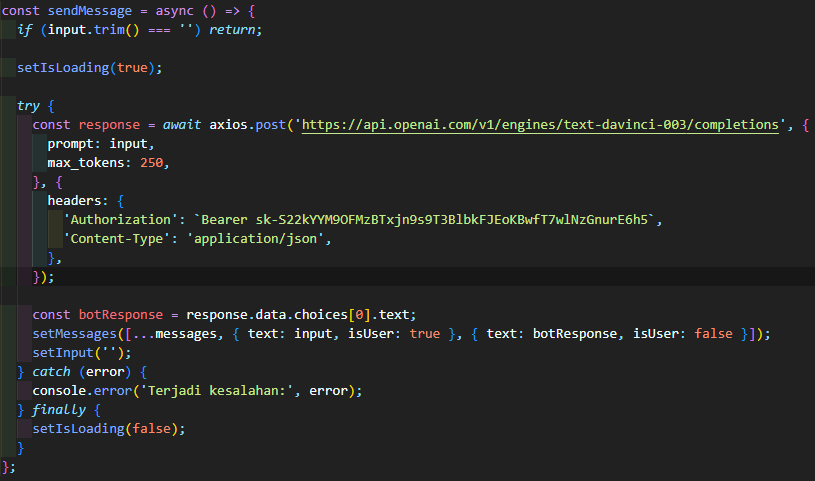 const sendMessage = async () => {
if (input.trim() === '') return;
setIsLoading(true);
try {
const response = await axios.post('https://api.openai.com/v1/engines/text-davinci-003/completions', {
prompt: input,
max_tokens: 250,
}, {
headers: {
'Authorization': `Bearer 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`,
'Content-Type': 'application/json',
},
});
const botResponse = response.data.choices[0].text;
setMessages([...messages, { text: input, isUser: true }, { text: botResponse, isUser: false }]);
setInput('');
} catch (error) {
console.error('Terjadi kesalahan:', error);
} finally {
setIsLoading(false);
}
};